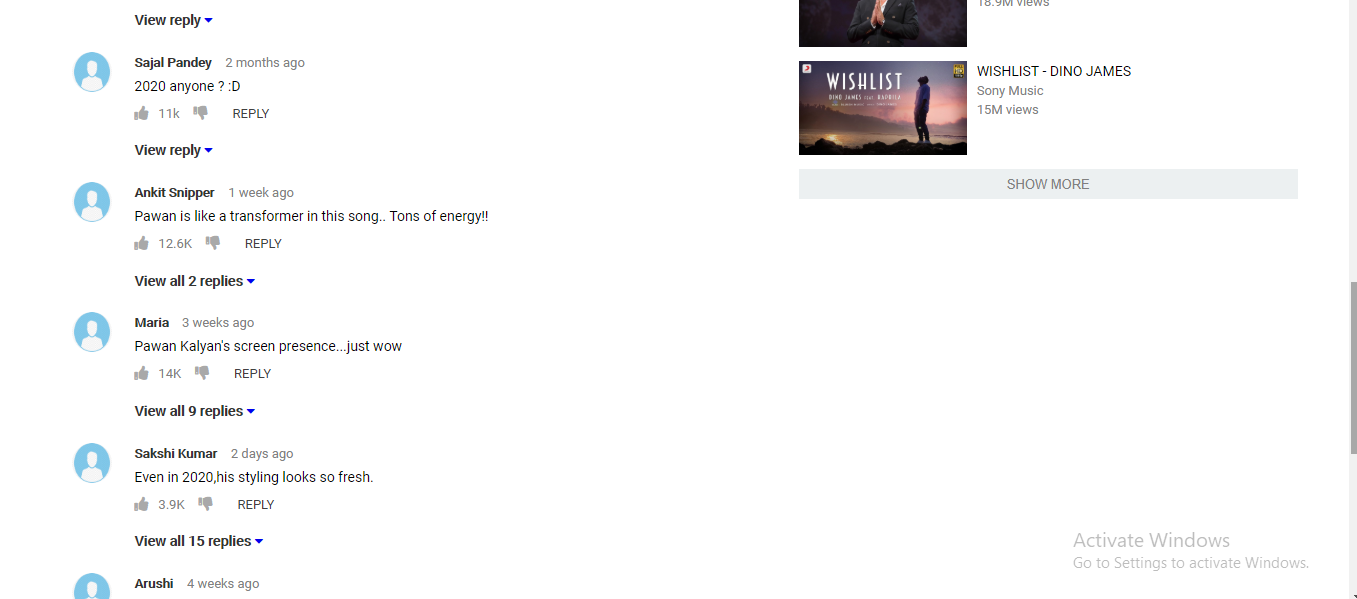 View reply
Sajal Pandey 2 months ago
2020 anyone ? :D
11k REPLY
View reply
Ankit Snipper 1 week ago
Pawan is like a transformer in this song.. Tons of energy!!
12.6K REPLY
View all 2 replies
Maria 3 weeks ago
Pawan Kalyan's screen presence...just wow
14K REPLY
View all 9 replies
Sakshi Kumar 2 days ago
Even in 2020,his styling looks so fresh.
3.9K REPLY
View all 15 replies
Arushi 4 weeks ago
18.9M views
WISHLIST
DINO JAMES FEAT. KAPRILA
WISHLIST - DINO JAMES
Sony Music
15M views
SHOW MORE
Activate Windows
Go to Settings to activate Windows.